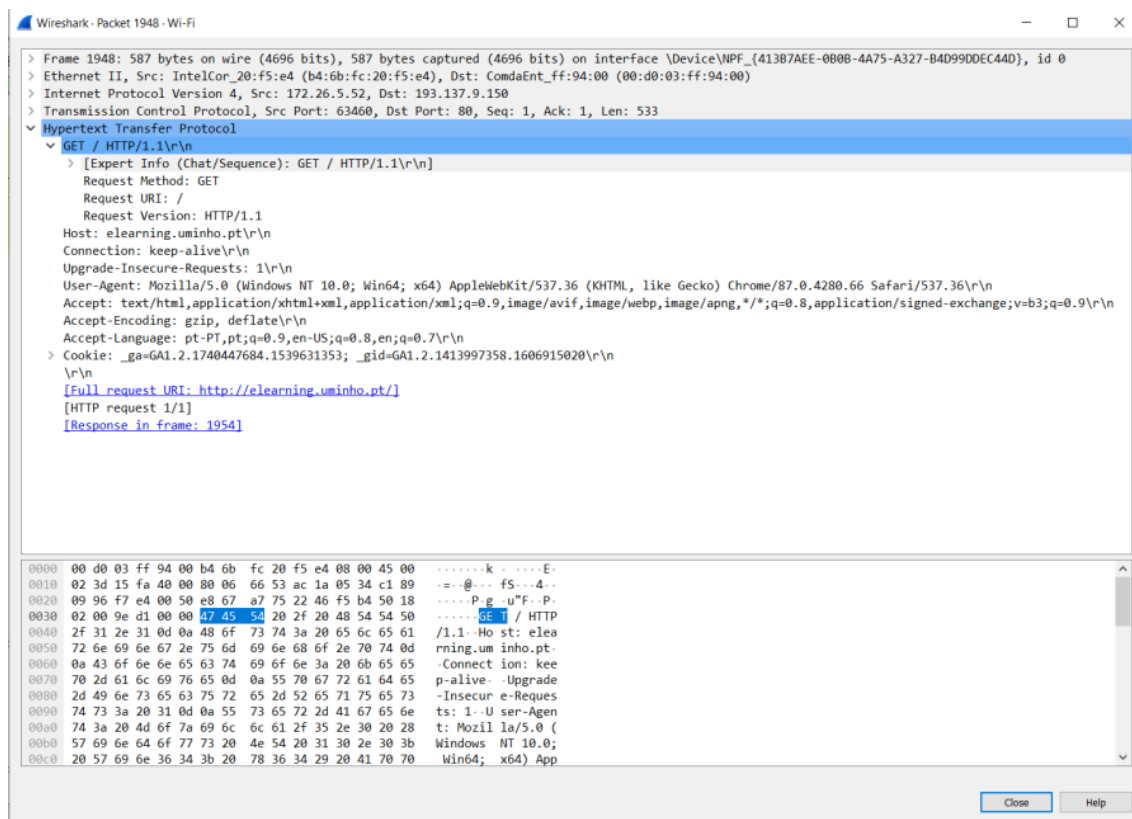 Wireshark · Packet 1948 · Wi-Fi
Frame 1948: 587 bytes on wire (4696 bits), 587 bytes captured (4696 bits) on interface \Device\NPF_{413B7AEE-0B0B-4A75-A327-B4D99DDEC44D}, id 0
Ethernet II, Src: IntelCor_20:f5:e4 (b4:6b:fc:20:f5:e4), Dst: ComdaEnt_ff:94:00 (00:d0:03:ff:94:00)
Internet Protocol Version 4, Src: 172.26.5.52, Dst: 193.137.9.150
Transmission Control Protocol, Src Port: 63460, Dst Port: 80, Seq: 1, Ack: 1, Len: 533
Hypertext Transfer Protocol
GET / HTTP/1.1\r\n
[Expert Info (Chat/Sequence): GET / HTTP/1.1\r\n]
Request Method: GET
Request URI: /
Request Version: HTTP/1.1
Host: elearning.uminho.pt\r\n
Connection: keep-alive\r\n
Upgrade-Insecure-Requests: 1\r\n
User-Agent: Mozilla/5.0 (Windows NT 10.0; Win64; x64) AppleWebKit/537.36 (KHTML, like Gecko) Chrome/87.0.4280.66 Safari/537.36\r\n
Accept: text/html,application/xhtml+xml,application/xml;q=0.9,image/avif,image/webp,image/apng,*/*;q=0.8,application/signed-exchange;v=b3;q=0.9\r\n
Accept-Encoding: gzip, deflate\r\n
Accept-Language: pt-PT,pt;q=0.9,en-US;q=0.8,en;q=0.7\r\n
Cookie: _ga=GA1.2.1740447684.1539631353; _gid=GA1.2.1413997358.1606915020\r\n
\r\n
[Full request URI: http://elearning.uminho.pt/]
[HTTP request 1/1]
[Response in frame: 1954]
0000 00 d0 03 ff 94 00 b4 6b fc 20 f5 e4 08 00 45 00 ·······k · ····E·
0010 02 3d 15 fa 40 00 80 06 66 53 ac 1a 05 34 c1 89 ·=··@··· fS···4··
0020 09 96 f7 e4 00 50 e8 67 a7 75 22 46 f5 b4 50 18 ·····P·g ·u"F··P·
0030 02 00 9e d1 00 00 47 45 54 20 2f 20 48 54 54 50 ······GE T / HTTP
0040 2f 31 2e 31 0d 0a 48 6f 73 74 3a 20 65 6c 65 61 /1.1··Ho st: elea
0050 72 6e 69 6e 67 2e 75 6d 69 6e 68 6f 2e 70 74 0d rning.um inho.pt·
0060 0a 43 6f 6e 6e 65 63 74 69 6f 6e 3a 20 6b 65 65 ·Connect ion: kee
0070 70 2d 61 6c 69 76 65 0d 0a 55 70 67 72 61 64 65 p-alive· ·Upgrade
0080 2d 49 6e 73 65 63 75 72 65 2d 52 65 71 75 65 73 -Insecur e-Reques
0090 74 73 3a 20 31 0d 0a 55 73 65 72 2d 41 67 65 6e ts: 1··U ser-Agen
00a0 74 3a 20 4d 6f 7a 69 6c 6c 61 2f 35 2e 30 20 28 t: Mozil la/5.0 (
00b0 57 69 6e 64 6f 77 73 20 4e 54 20 31 30 2e 30 3b Windows NT 10.0;
00c0 20 57 69 6e 36 34 3b 20 78 36 34 29 20 41 70 70 Win64; x64) App
Close Help